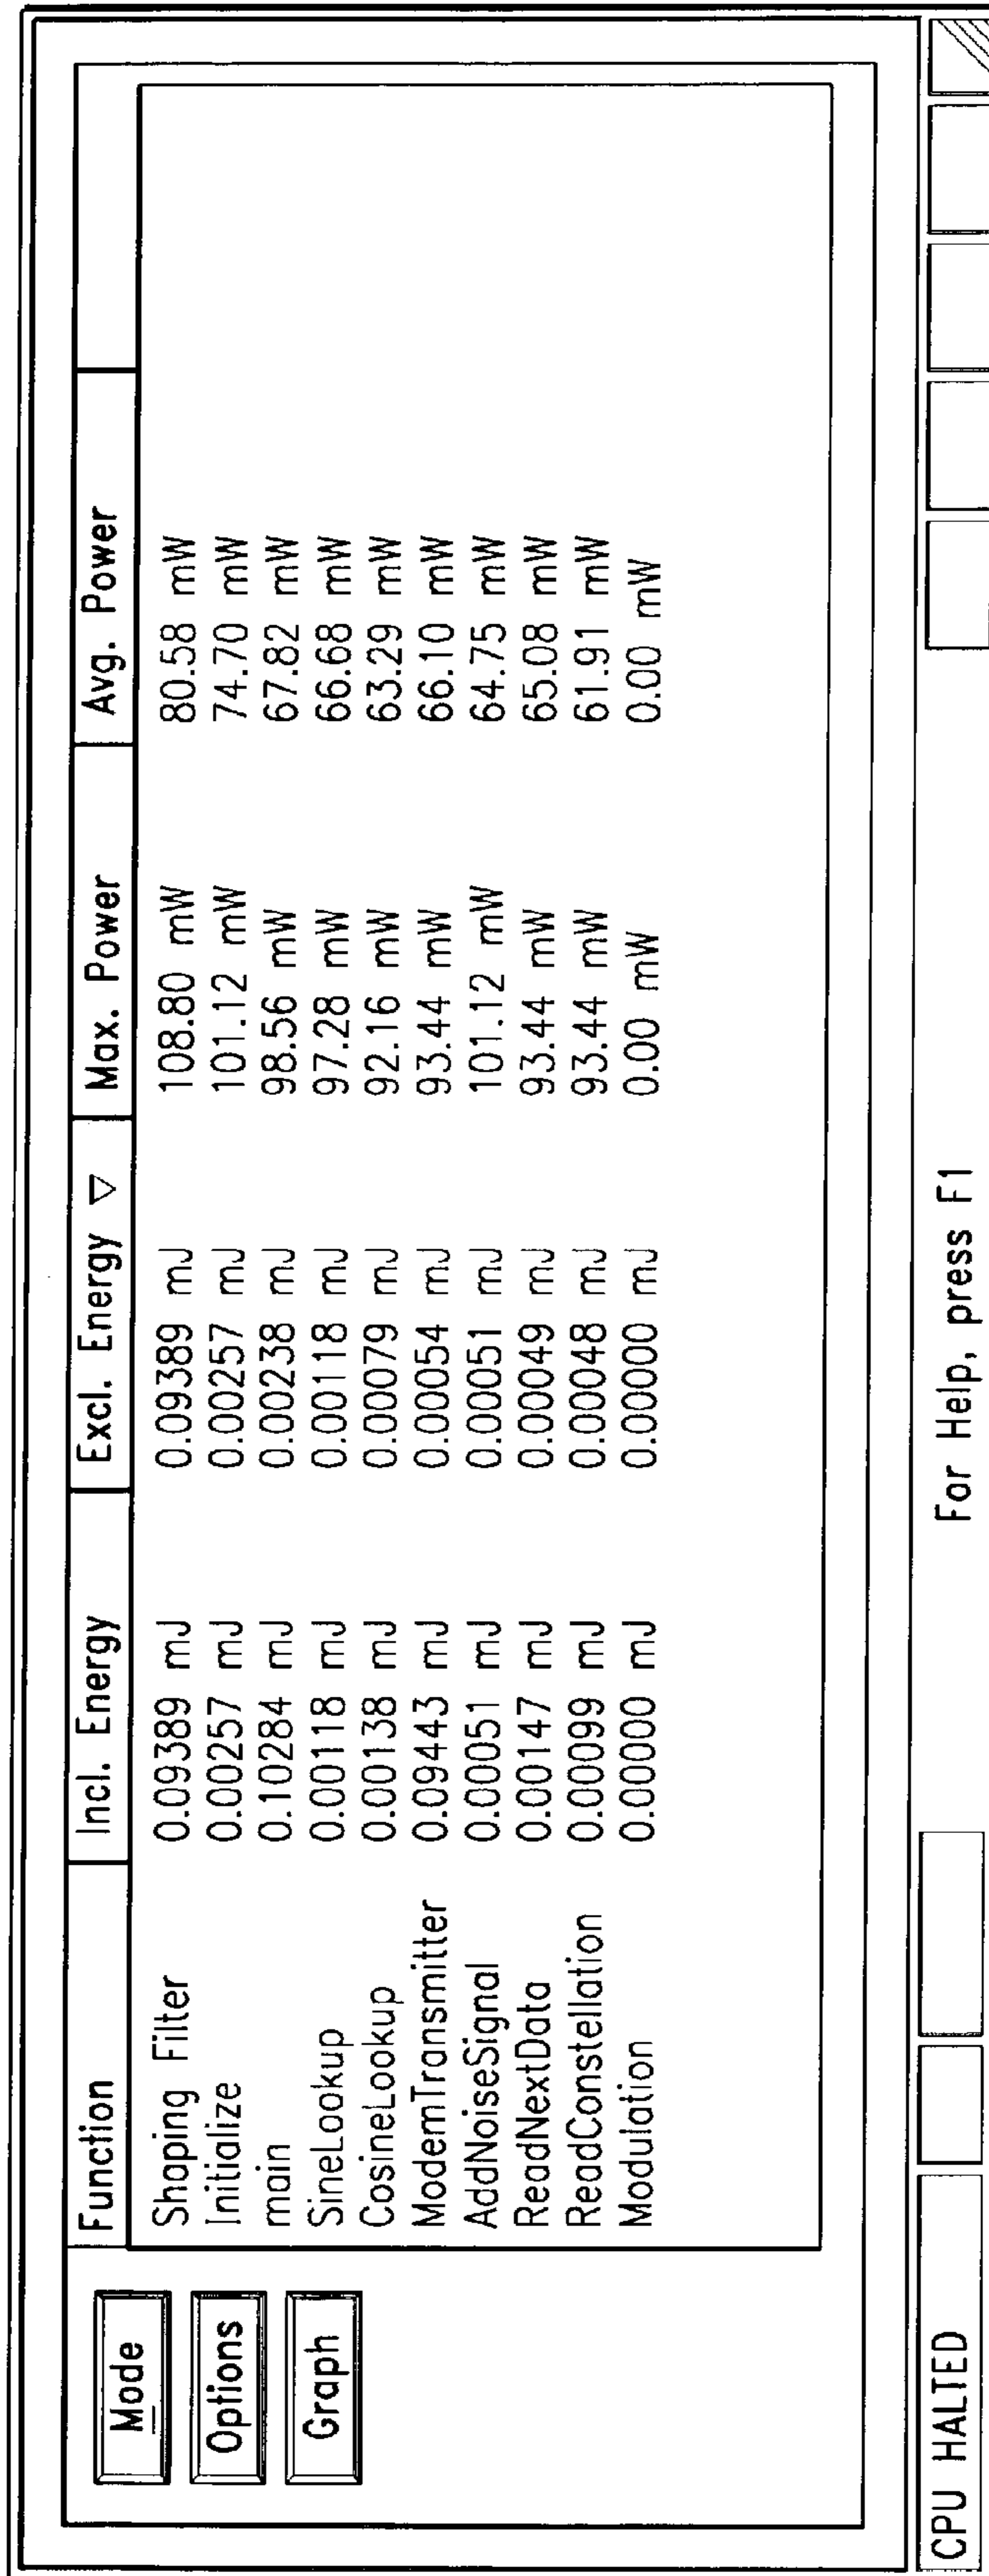 Mode
Options
Graph
Function Incl. Energy Excl. Energy ▽ Max. Power Avg. Power
Shaping Filter 0.09389 mJ 0.09389 mJ 108.80 mW 80.58 mW
Initialize 0.00257 mJ 0.00257 mJ 101.12 mW 74.70 mW
main 0.10284 mJ 0.00238 mJ 98.56 mW 67.82 mW
SineLookup 0.00118 mJ 0.00118 mJ 97.28 mW 66.68 mW
CosineLookup 0.00138 mJ 0.00079 mJ 92.16 mW 63.29 mW
ModemTransmitter 0.09443 mJ 0.00054 mJ 93.44 mW 66.10 mW
AddNoiseSignal 0.00051 mJ 0.00051 mJ 101.12 mW 64.75 mW
ReadNextData 0.00147 mJ 0.00049 mJ 93.44 mW 65.08 mW
ReadConstellation 0.00099 mJ 0.00048 mJ 93.44 mW 61.91 mW
Modulation 0.00000 mJ 0.00000 mJ 0.00 mW 0.00 mW
CPU HALTED For Help, press F1